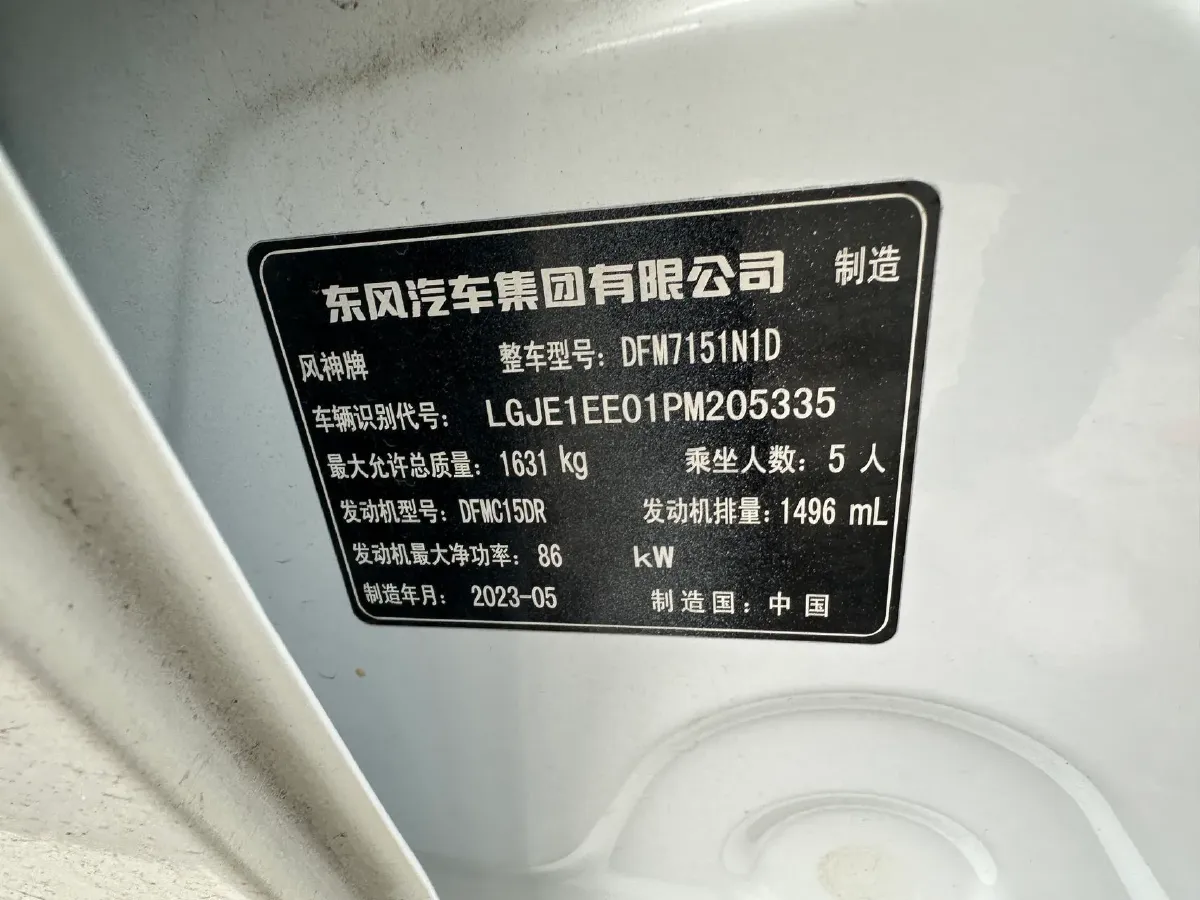 东风汽车集团有限公司 制造
风神牌 整车型号：DFM7151N1D
车辆识别代号：LGJE1EE01PM205335
最大允许总质量：1631 kg 乘坐人数：5 人
发动机型号：DFMC15DR 发动机排量：1496 mL
发动机最大净功率：86 kW
制造年月：2023-05 制造国：中国